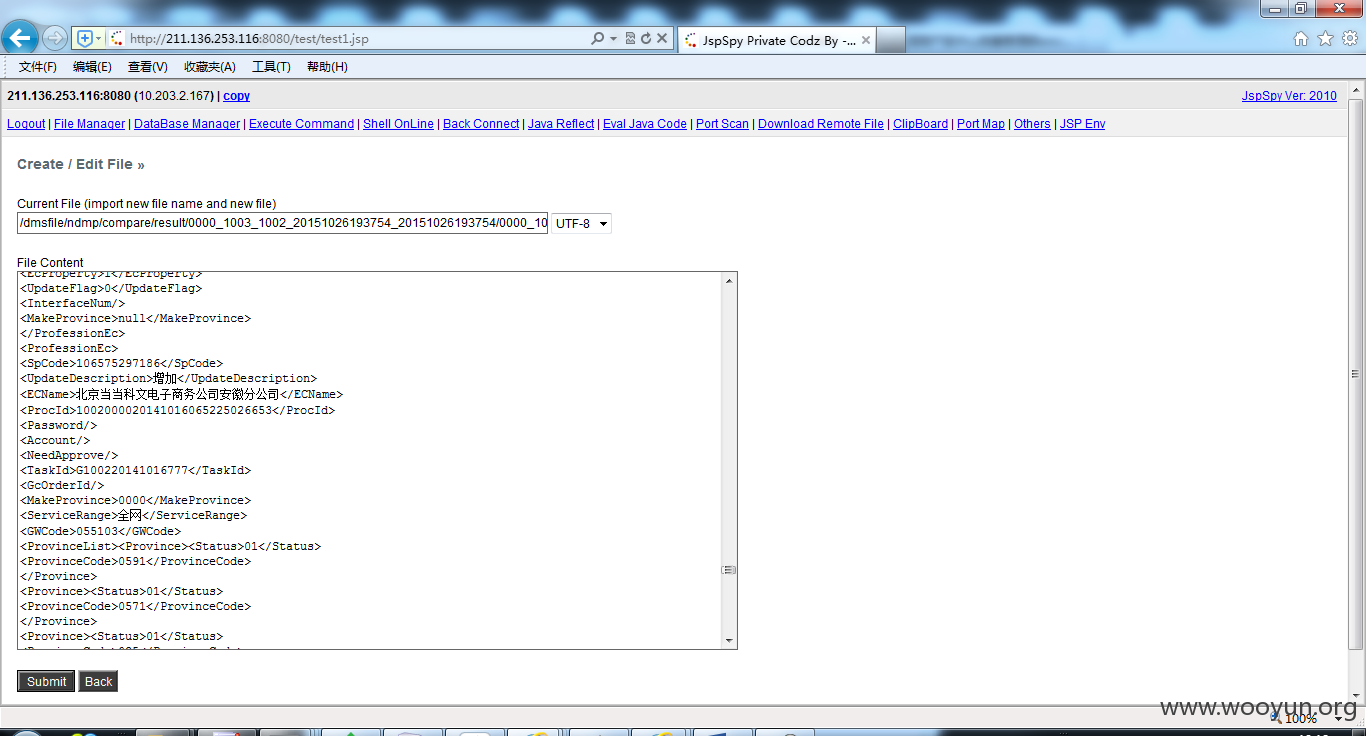 http://211.136.253.116:8080/test/test1.jsp
JspSpy Private Codz By -...
文件(F) 编辑(E) 查看(V) 收藏夹(A) 工具(T) 帮助(H)
211.136.253.116:8080 (10.203.2.167) | copy
JspSpy Ver: 2010
Logout | File Manager | DataBase Manager | Execute Command | Shell OnLine | Back Connect | Java Reflect | Eval Java Code | Port Scan | Download Remote File | ClipBoard | Port Map | Others | JSP Env
Create / Edit File »
Current File (import new file name and new file)
/dmsfile/ndmp/compare/result/0000_1003_1002_20151026193754_20151026193754/0000_10
UTF-8
File Content
<EcProperty>1</EcProperty>
<UpdateFlag>0</UpdateFlag>
<InterfaceNum/>
<MakeProvince>null</MakeProvince>
</ProfessionEc>
<ProfessionEc>
<SpCode>106575297186</SpCode>
<UpdateDescription>增加</UpdateDescription>
<ECName>北京当当科文电子商务公司安徽分公司</ECName>
<ProcId>1002000020141016065225026653</ProcId>
<Password/>
<Account/>
<NeedApprove/>
<TaskId>G100220141016777</TaskId>
<GcOrderId/>
<MakeProvince>0000</MakeProvince>
<ServiceRange>全网</ServiceRange>
<GWCode>055103</GWCode>
<ProvinceList><Province><Status>01</Status>
<ProvinceCode>0591</ProvinceCode>
</Province>
<Province><Status>01</Status>
<ProvinceCode>0571</ProvinceCode>
</Province>
<Province><Status>01</Status>
Submit
Back
www.wooyun.org
100%